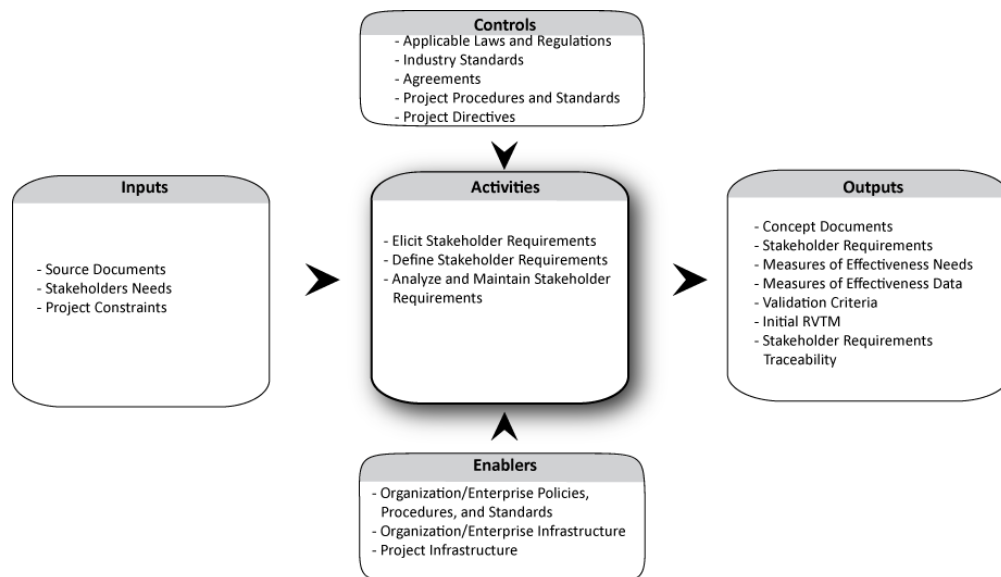 Controls
- Applicable Laws and Regulations
- Industry Standards
- Agreements
- Project Procedures and Standards
- Project Directives
Inputs
- Source Documents
- Stakeholders Needs
- Project Constraints
Activities
- Elicit Stakeholder Requirements
- Define Stakeholder Requirements
- Analyze and Maintain Stakeholder
Requirements
Outputs
- Concept Documents
- Stakeholder Requirements
- Measures of Effectiveness Needs
- Measures of Effectiveness Data
- Validation Criteria
- Initial RVTM
- Stakeholder Requirements
Traceability
Enablers
- Organization/Enterprise Policies,
Procedures, and Standards
- Organization/Enterprise Infrastructure
- Project Infrastructure